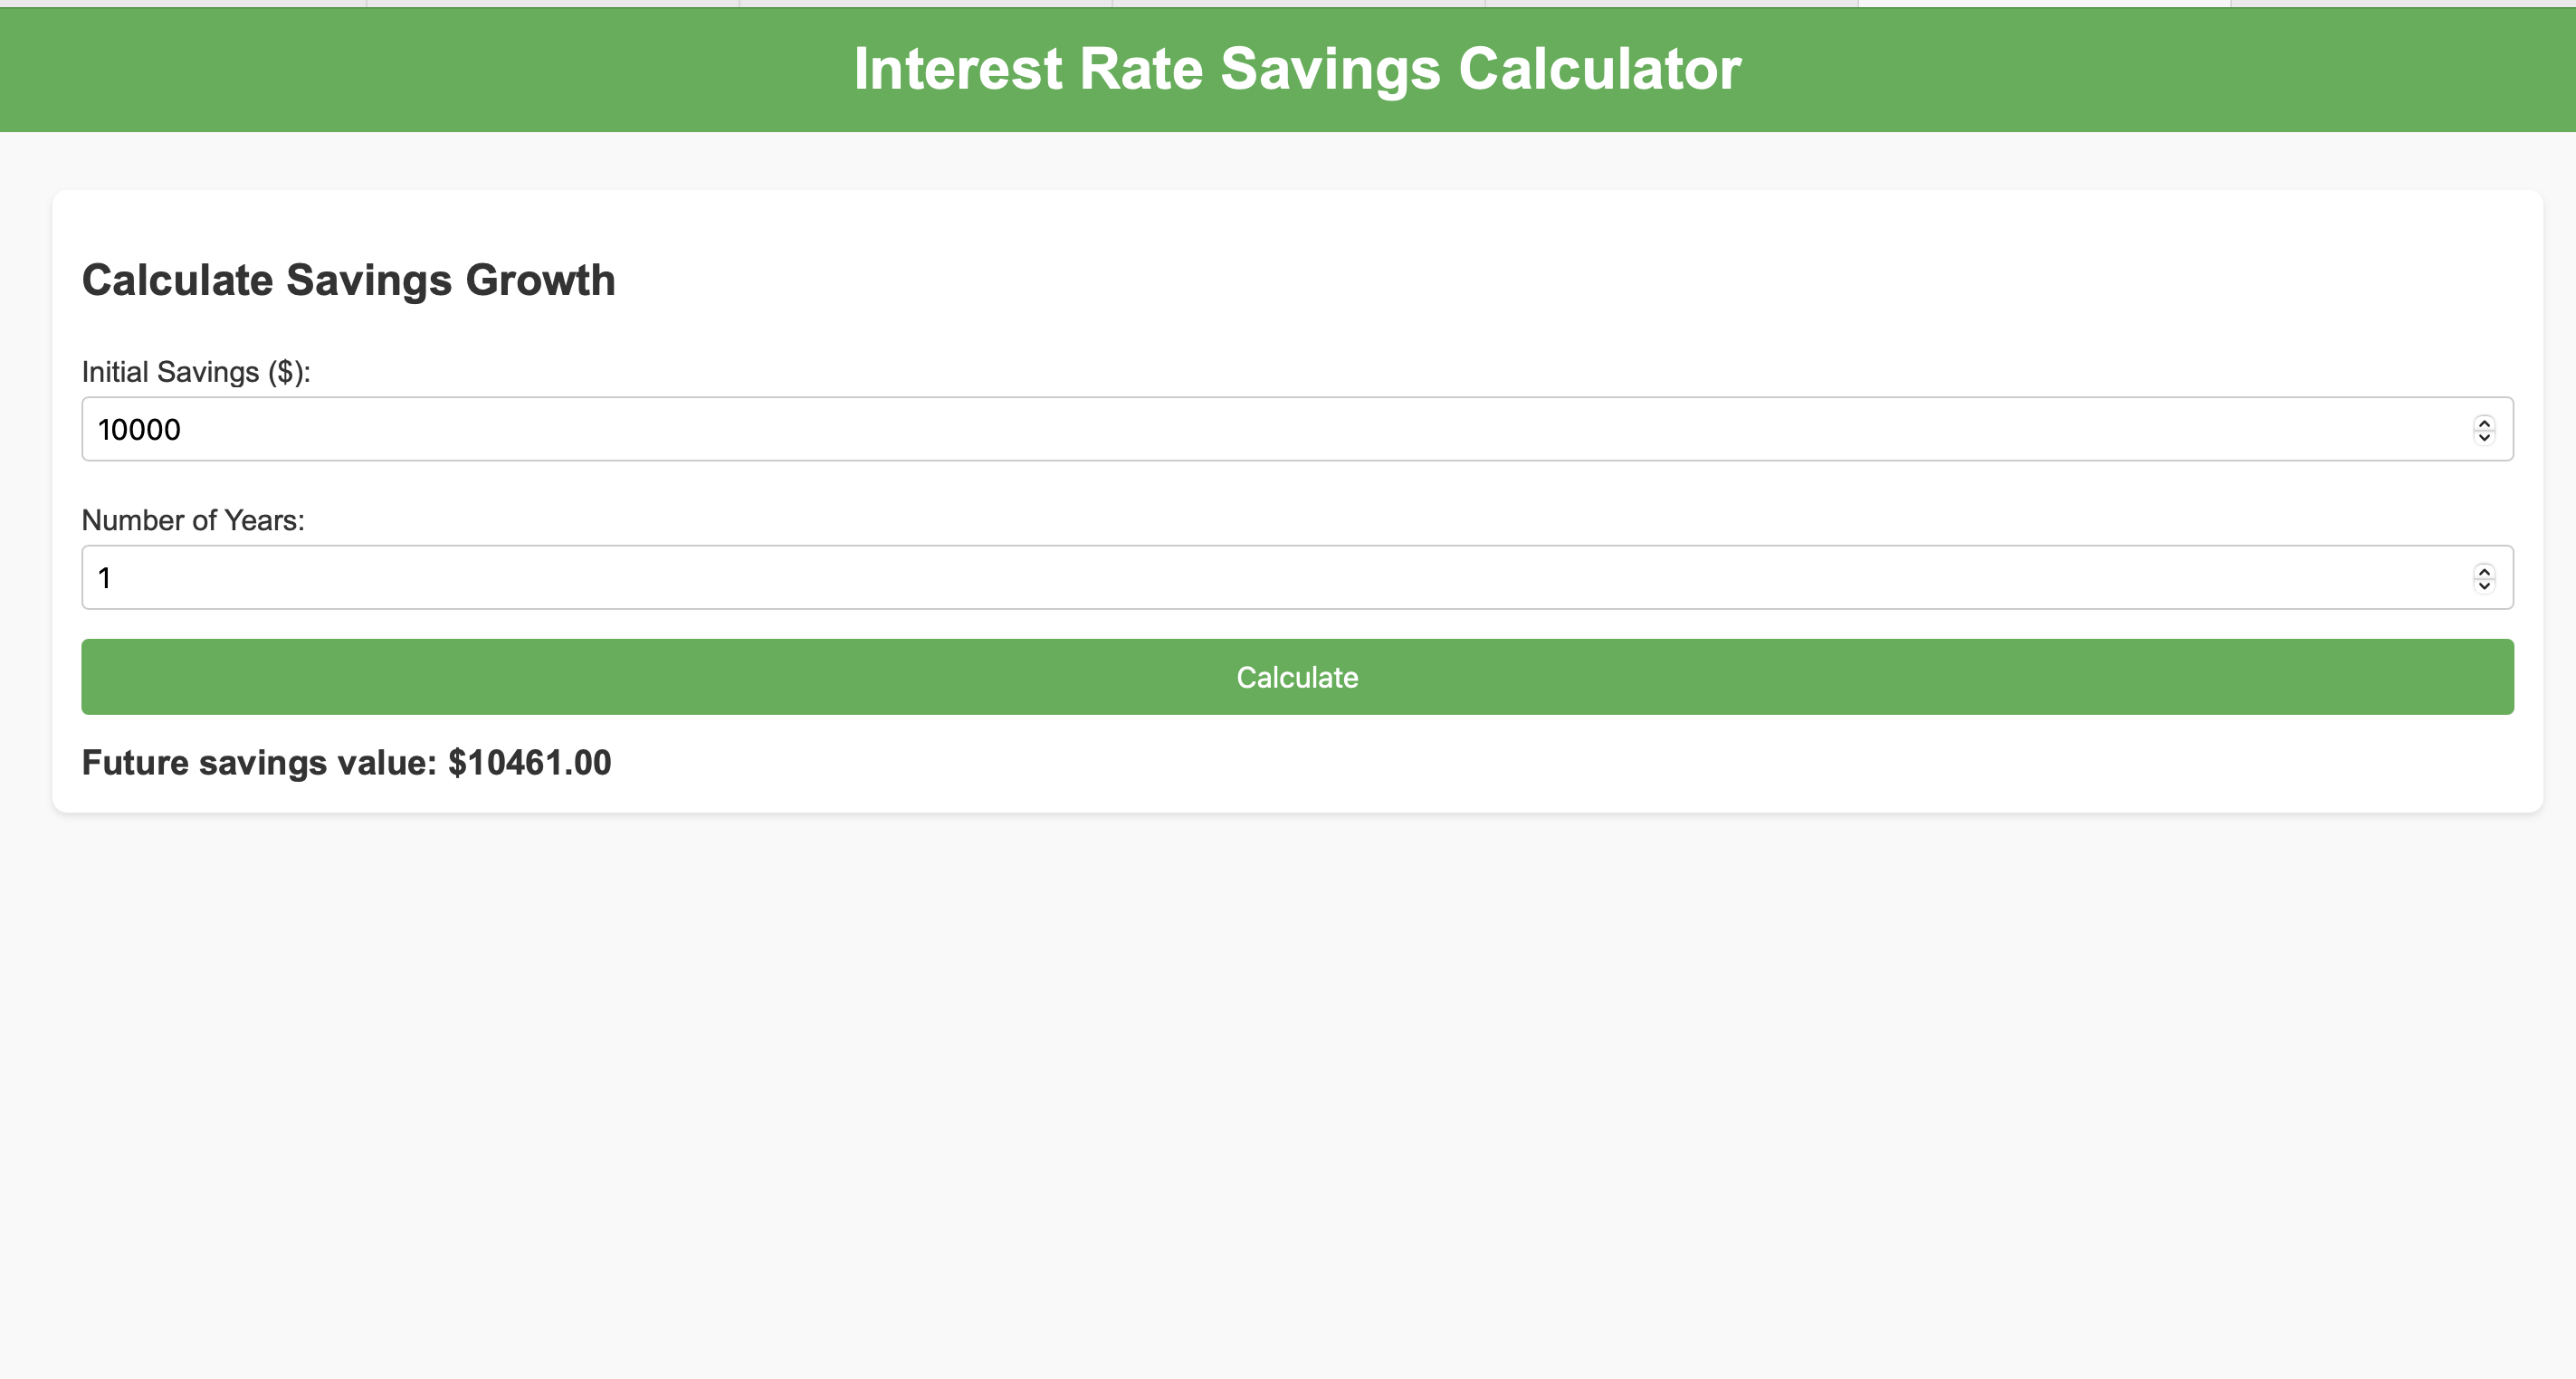 Interest Rate Savings Calculator
Calculate Savings Growth
Initial Savings ($):
10000
Number of Years:
1
Calculate
Future savings value: $10461.00